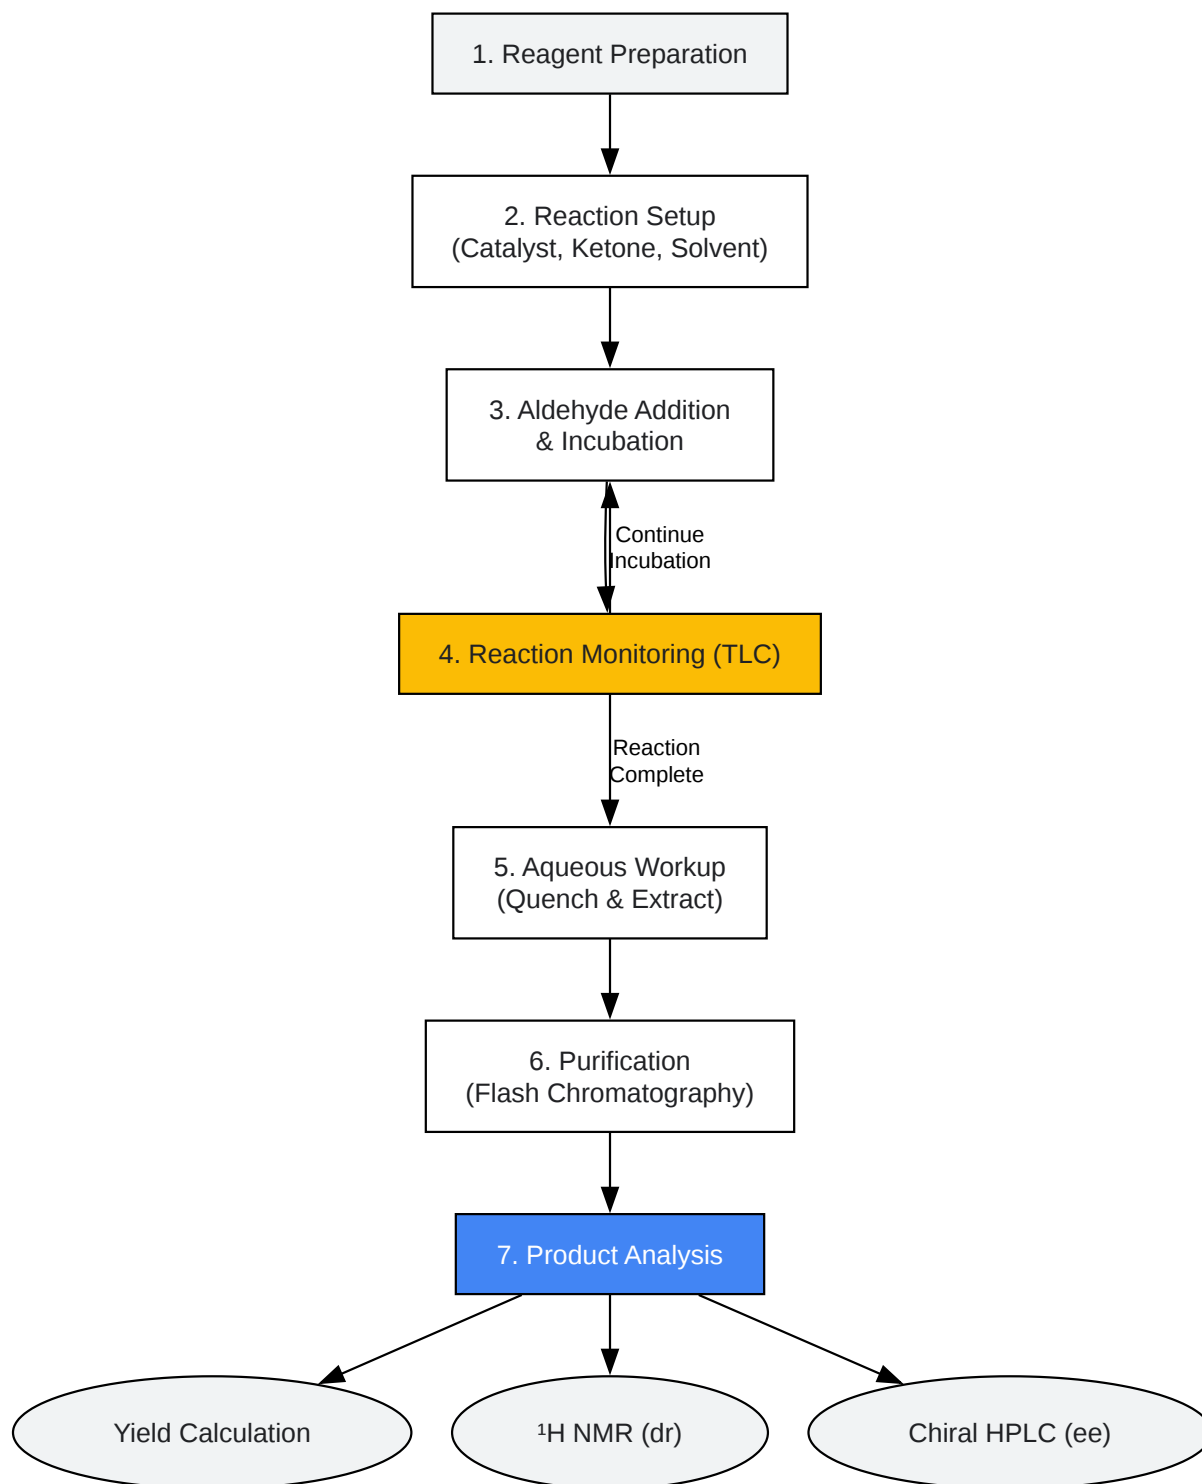 1. Reagent Preparation
2. Reaction Setup
(Catalyst, Ketone, Solvent)
3. Aldehyde Addition
& Incubation
Continue
Incubation
4. Reaction Monitoring (TLC)
Reaction
Complete
5. Aqueous Workup
(Quench & Extract)
6. Purification
(Flash Chromatography)
7. Product Analysis
Yield Calculation
¹H NMR (dr)
Chiral HPLC (ee)